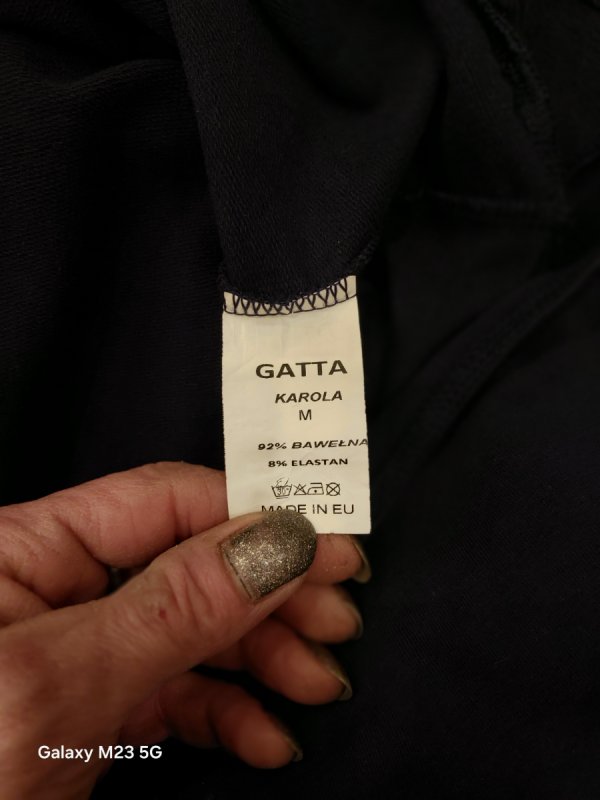 GATTA
KAROLA
M
92% BAWEŁNA
8% ELASTAN
MADE IN EU
Galaxy M23 5G